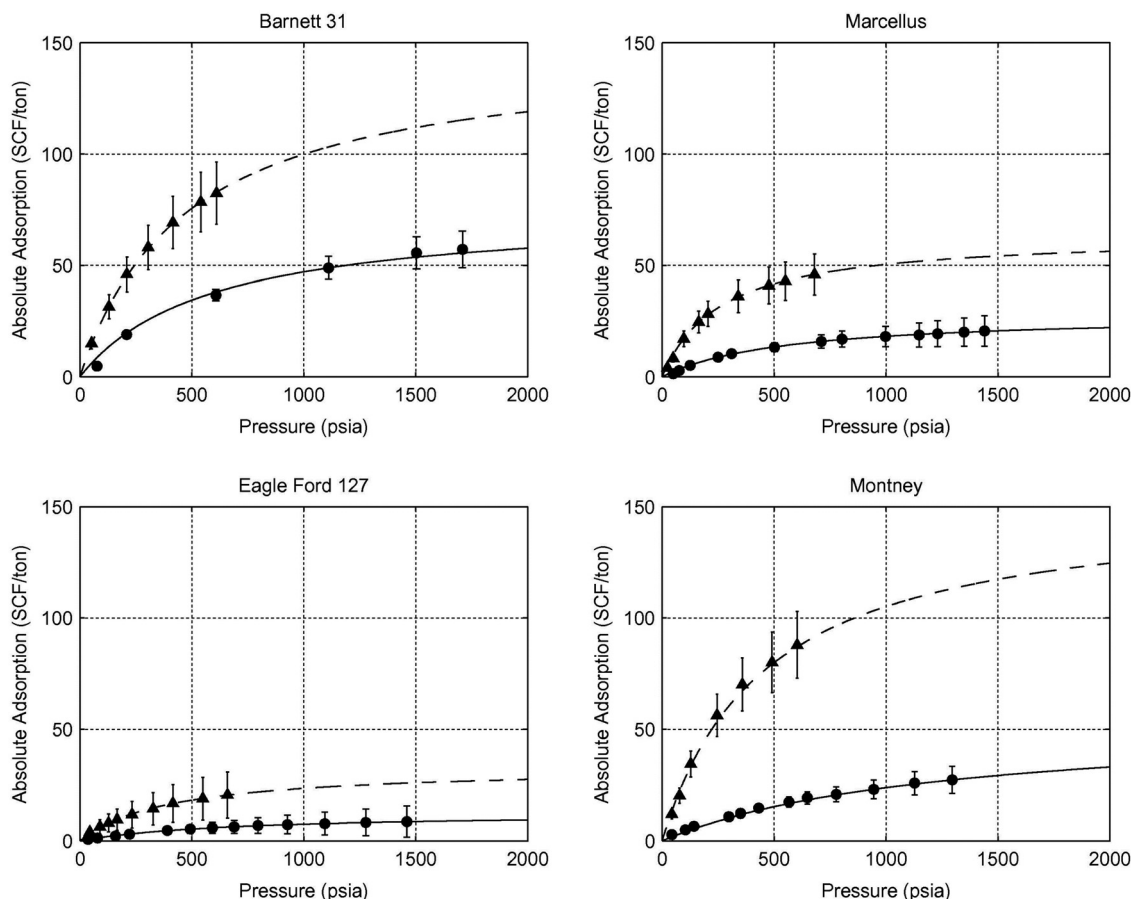 Barnett 31
150
100
50
0
Absolute Adsorption (SCF/ton)
0 500 1000 1500 2000
Pressure (psia)
Marcellus
150
100
50
0
Absolute Adsorption (SCF/ton)
0 500 1000 1500 2000
Pressure (psia)
Eagle Ford 127
150
100
50
0
Absolute Adsorption (SCF/ton)
0 500 1000 1500 2000
Pressure (psia)
Montney
150
100
50
0
Absolute Adsorption (SCF/ton)
0 500 1000 1500 2000
Pressure (psia)